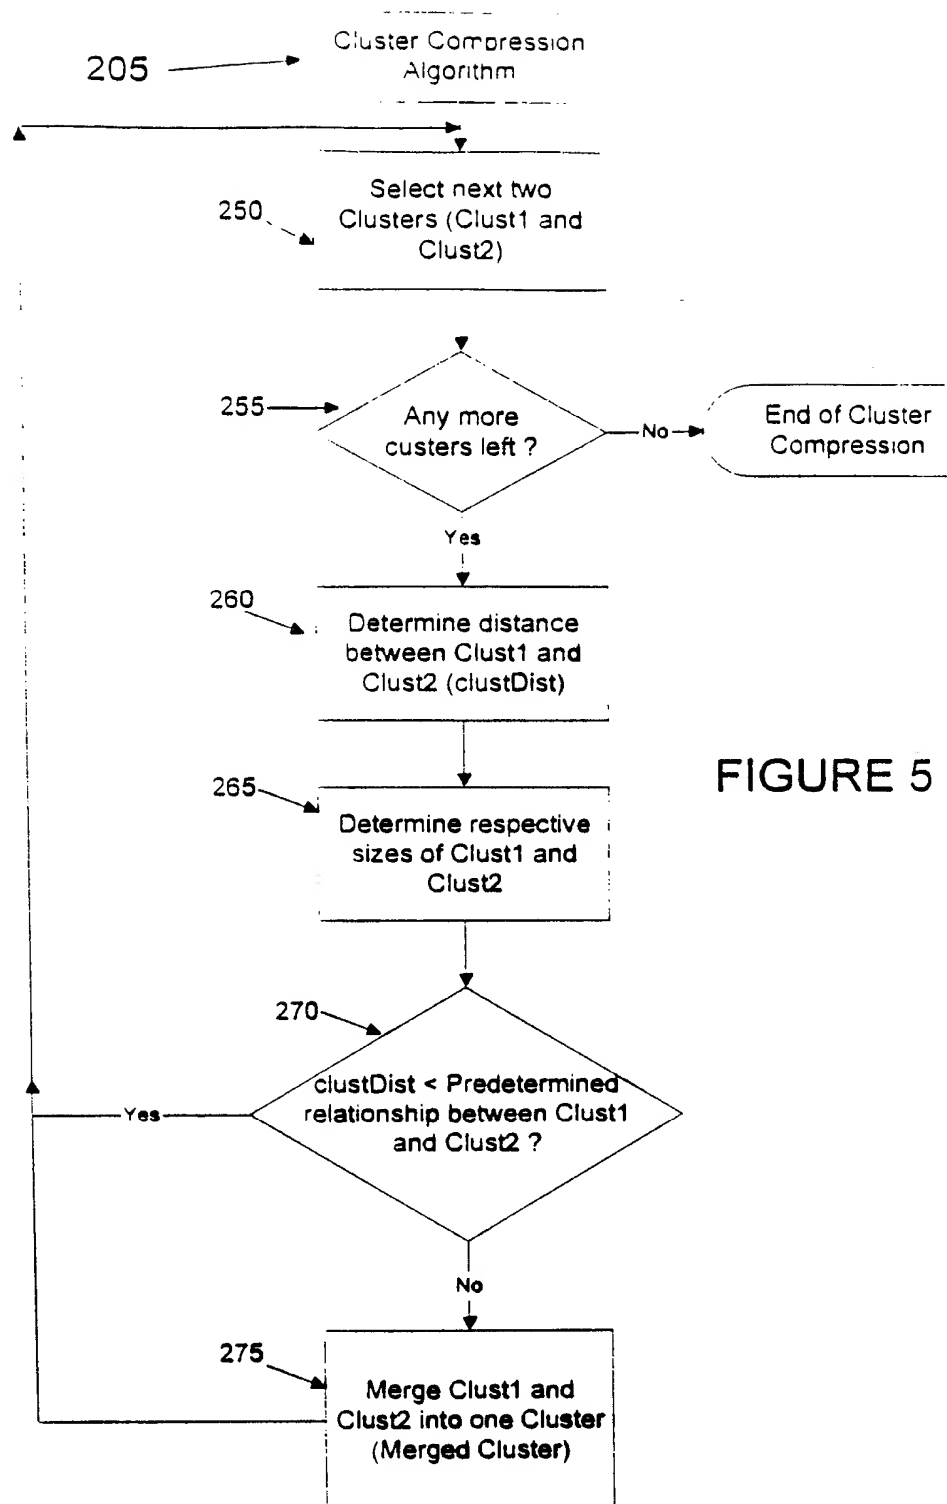 Cluster Compression
Algorithm
205
Select next two
Clusters (Clust1 and
Clust2)
250
255
Any more
custers left ?
No
End of Cluster
Compression
Yes
260
Determine distance
between Clust1 and
Clust2 (clustDist)
FIGURE 5
265
Determine respective
sizes of Clust1 and
Clust2
270
clustDist < Predetermined
relationship between Clust1
and Clust2 ?
Yes
No
275
Merge Clust1 and
Clust2 into one Cluster
(Merged Cluster)